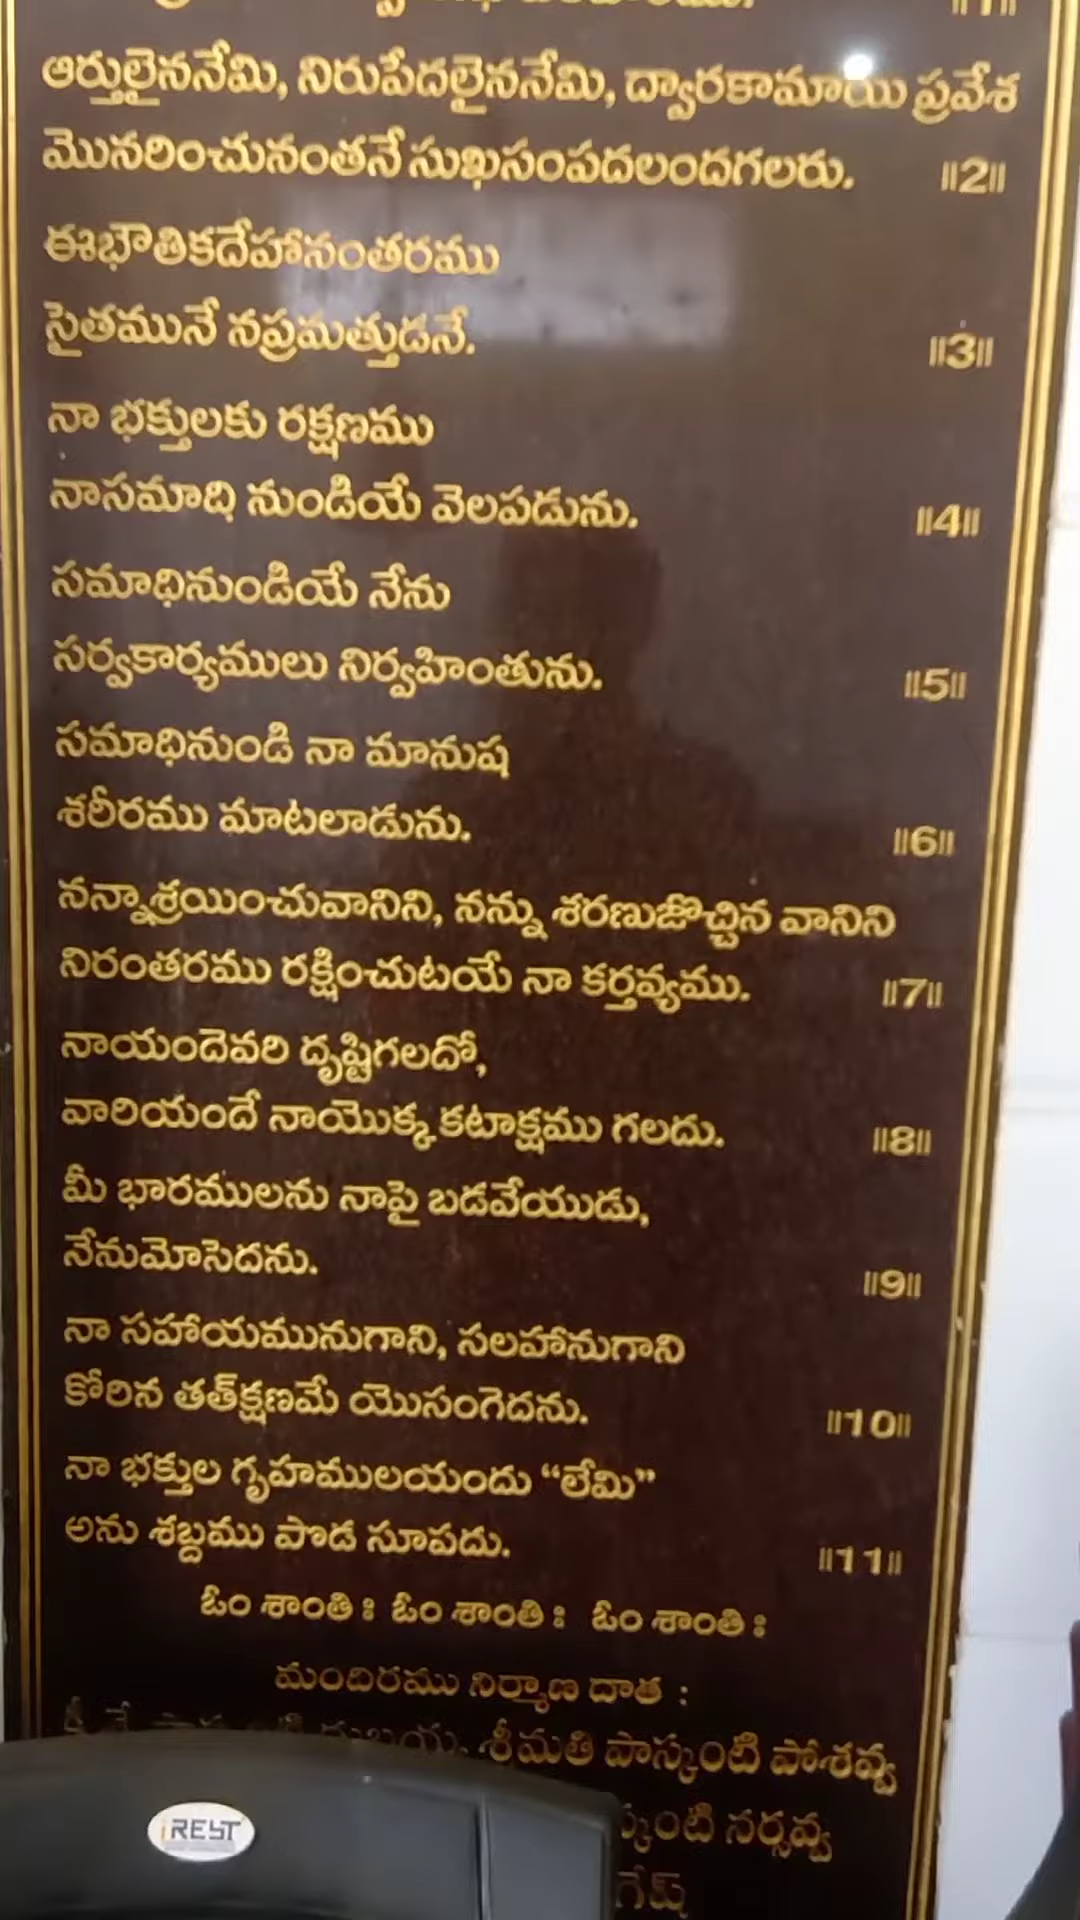 ॥1॥
ఆర్తులైననేమి, నిరుపేదలైననేమి, ద్వారకామాయి ప్రవేశ
మొనరించునంతనే సుఖసంపదలందగలరు. ॥2॥
ఈభౌతికదేహానంతరము
సైతమునే నప్రమత్తుడనే. ॥3॥
నా భక్తులకు రక్షణము
నాసమాధి నుండియే వెలపడును. ॥4॥
సమాధినుండియే నేను
సర్వకార్యములు నిర్వహింతును. ॥5॥
సమాధినుండి నా మానుష
శరీరము మాటలాడును. ॥6॥
నన్నాశ్రయించువానిని, నన్ను శరణుజొచ్చిన వానిని
నిరంతరము రక్షించుటయే నా కర్తవ్యము. ॥7॥
నాయందెవరి దృష్టిగలదో,
వారియందే నాయొక్క కటాక్షము గలదు. ॥8॥
మీ భారములను నాపై బడవేయుడు,
నేనుమోసెదను. ॥9॥
నా సహాయమునుగాని, సలహానుగాని
కోరిన తత్‌క్షణమే యొసంగెదను. ॥10॥
నా భక్తుల గృహములయందు "లేమి"
అను శబ్దము పొడ సూపదు. ॥11॥
ఓం శాంతి ః ఓం శాంతి ః ఓం శాంతి ః
మందిరము నిర్మాణ దాత :
శ్రీమతి పాస్కంటి పోశవ్వ
నర్సవ్వ
iREST